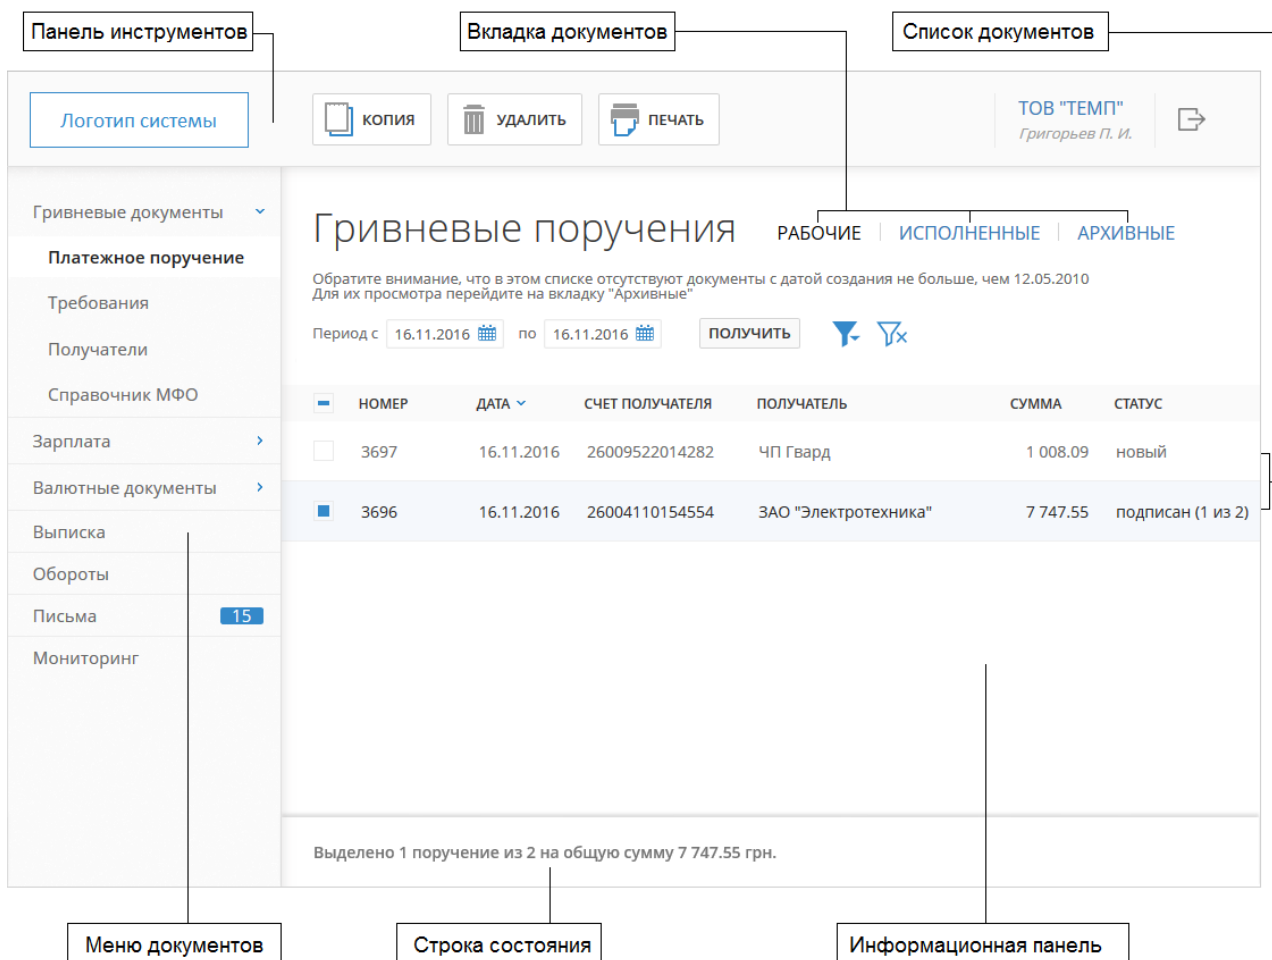 Панель инструментов
Вкладка документов
Список документов
Логотип системы
КОПИЯ
УДАЛИТЬ
ПЕЧАТЬ
ТОВ "ТЕМП"
Григорьев П. И.
Гривневые документы
Платежное поручение
Требования
Получатели
Справочник МФО
Зарплата
Валютные документы
Выписка
Обороты
Письма 15
Мониторинг
Гривневые поручения РАБОЧИЕ ИСПОЛНЕННЫЕ АРХИВНЫЕ
Обратите внимание, что в этом списке отсутствуют документы с датой создания не больше, чем 12.05.2010
Для их просмотра перейдите на вкладку "Архивные"
Период с 16.11.2016 по 16.11.2016 ПОЛУЧИТЬ
НОМЕР ДАТА СЧЕТ ПОЛУЧАТЕЛЯ ПОЛУЧАТЕЛЬ СУММА СТАТУС
3697 16.11.2016 26009522014282 ЧП Гвард 1 008.09 новый
3696 16.11.2016 26004110154554 ЗАО "Электротехника" 7 747.55 подписан (1 из 2)
Выделено 1 поручение из 2 на общую сумму 7 747.55 грн.
Меню документов
Строка состояния
Информационная панель